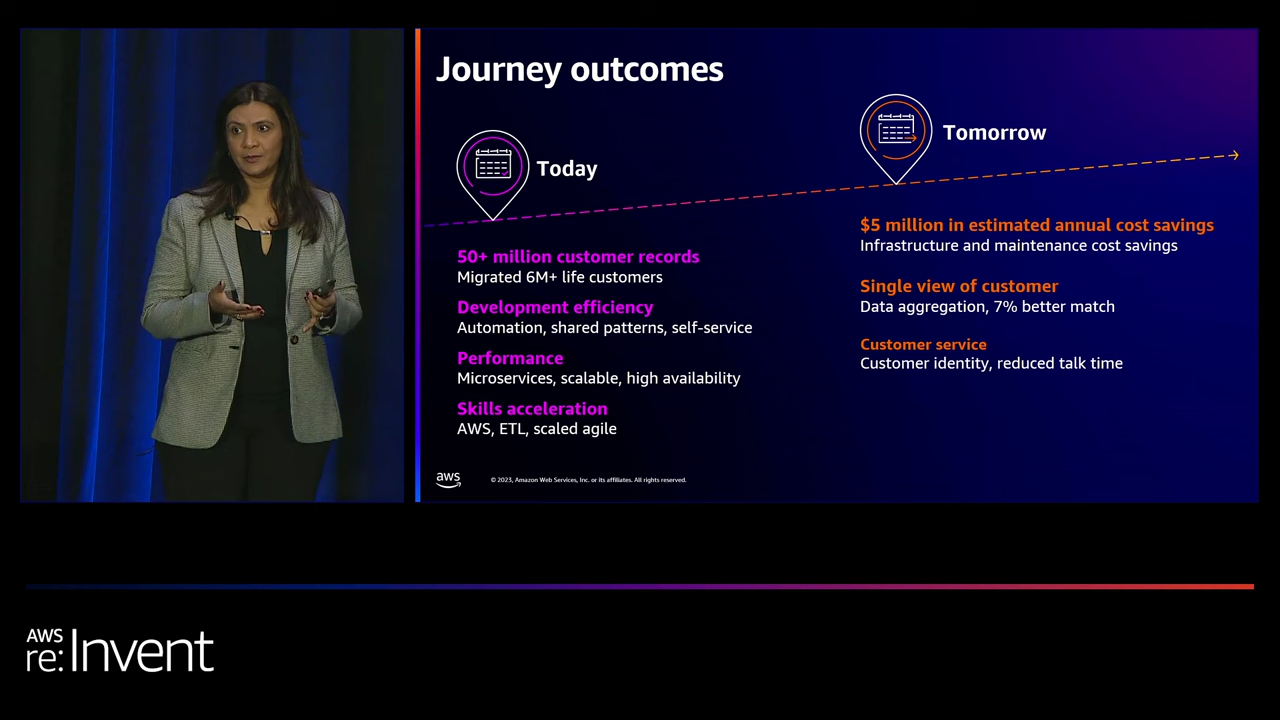 Journey outcomes
Today
Tomorrow
50+ million customer records
Migrated 6M+ life customers
Development efficiency
Automation, shared patterns, self-service
Performance
Microservices, scalable, high availability
Skills acceleration
AWS, ETL, scaled agile
$5 million in estimated annual cost savings
Infrastructure and maintenance cost savings
Single view of customer
Data aggregation, 7% better match
Customer service
Customer identity, reduced talk time
aws
© 2023, Amazon Web Services, Inc. or its affiliates. All rights reserved.
AWS
re:Invent